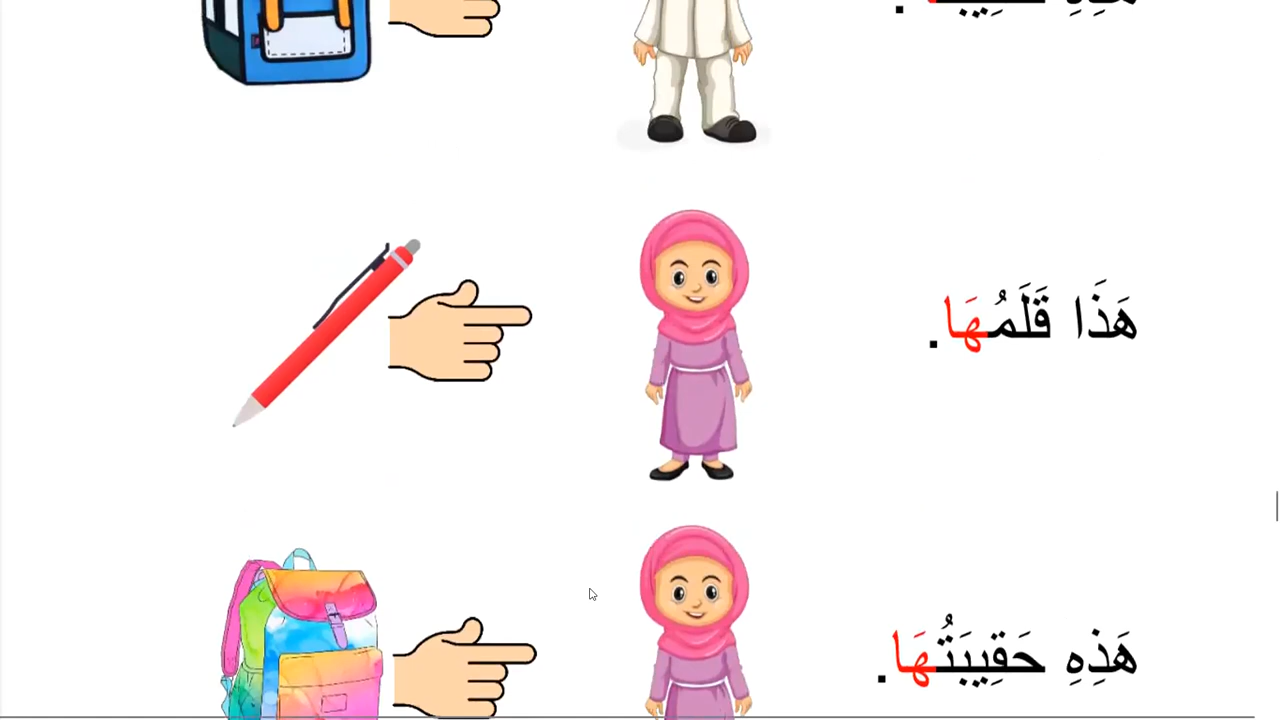 هَذِهِ
هَذَا قَلَمُهَا.
هَذِهِ حَقِيبَتُهَا.